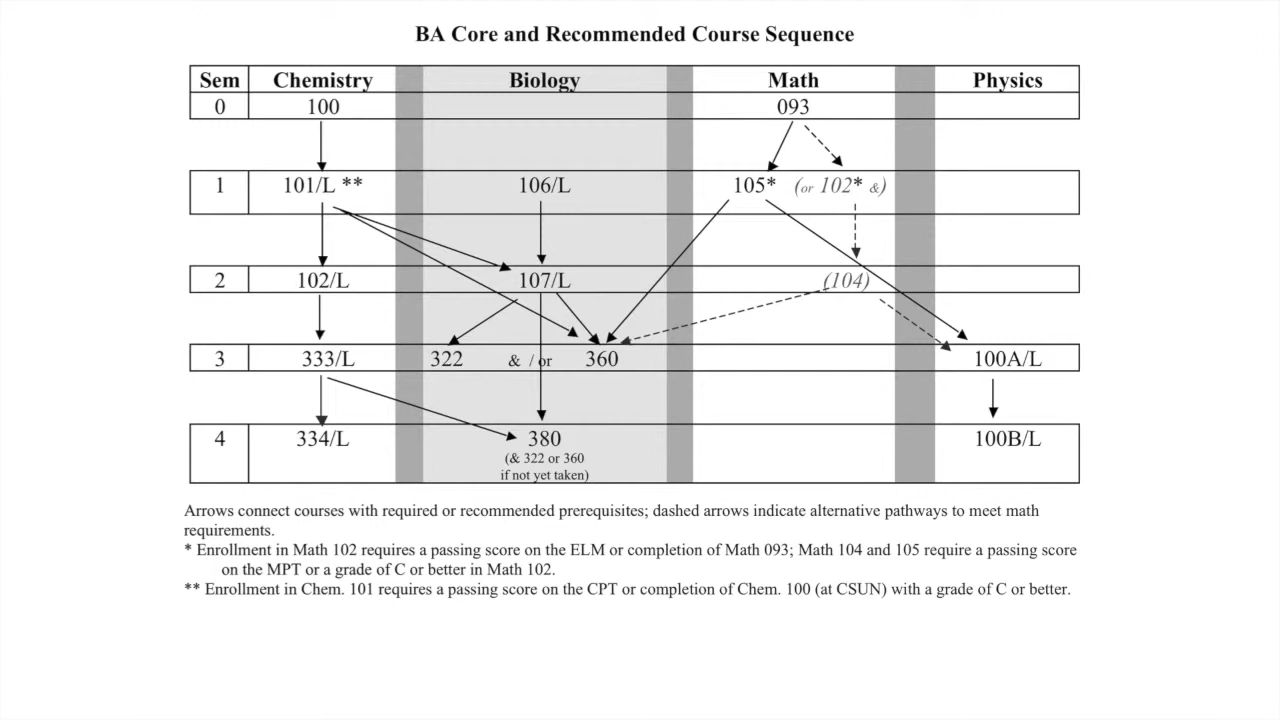 BA Core and Recommended Course Sequence
Sem Chemistry Biology Math Physics
0 100 093
1 101/L ** 106/L 105* (or 102* &)
2 102/L 107/L (104)
3 333/L 322 & / or 360 100A/L
4 334/L 380 100B/L
(& 322 or 360
if not yet taken)
Arrows connect courses with required or recommended prerequisites; dashed arrows indicate alternative pathways to meet math
requirements.
* Enrollment in Math 102 requires a passing score on the ELM or completion of Math 093; Math 104 and 105 require a passing score
on the MPT or a grade of C or better in Math 102.
** Enrollment in Chem. 101 requires a passing score on the CPT or completion of Chem. 100 (at CSUN) with a grade of C or better.